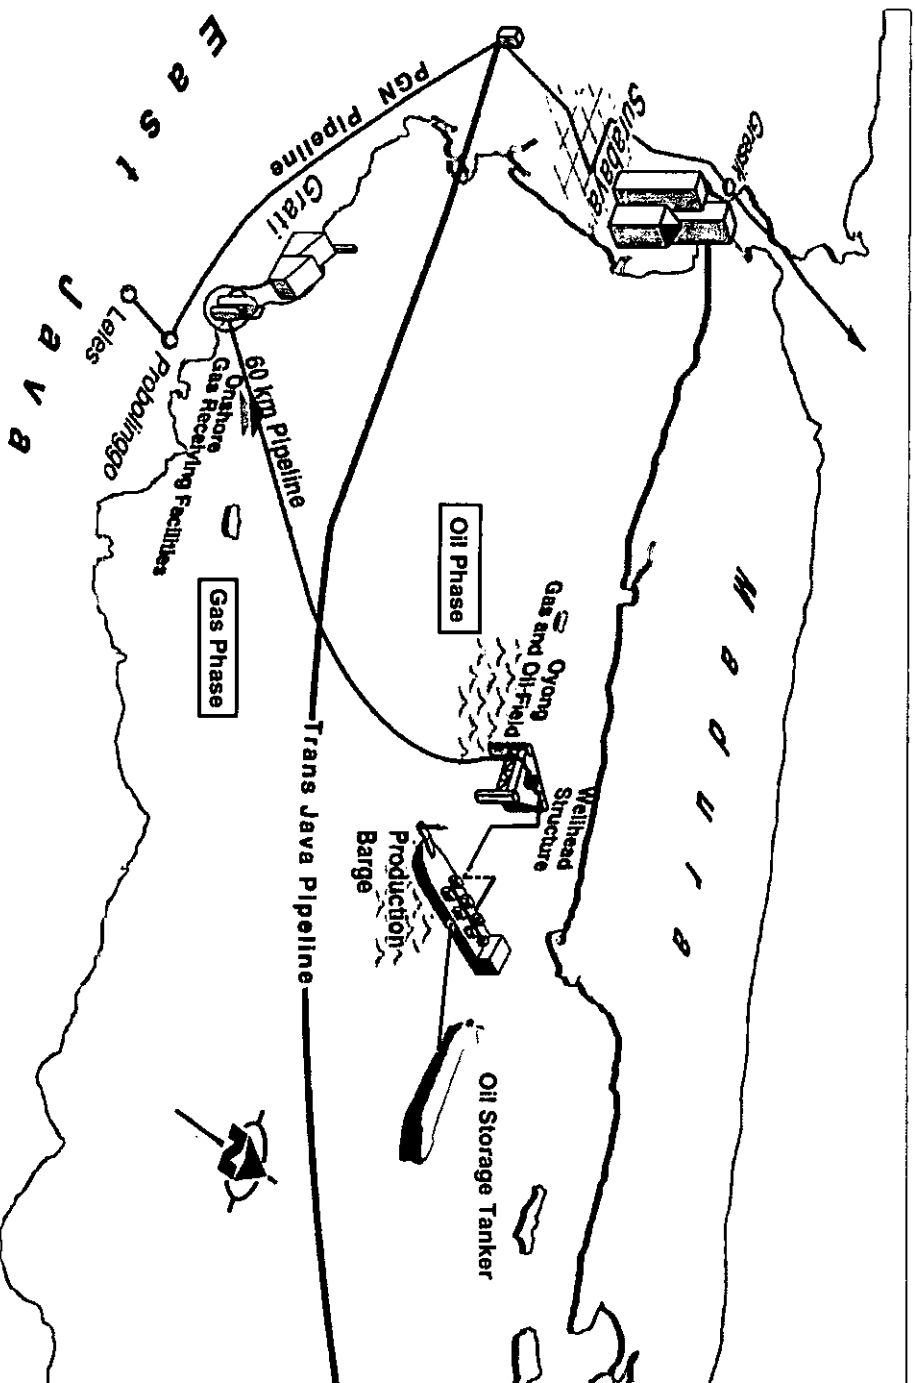 East
Java
Madura
Gresik
Surabaya
PGN Pipeline
Grati
Leles
Probolinggo
60 km Pipeline
Onshore
Gas Receiving Facilities
Oil Phase
Gas Phase
Oyong
Gas and Oil Field
Wellhead
Structure
Production
Barge
Trans Java Pipeline
Oil Storage Tanker